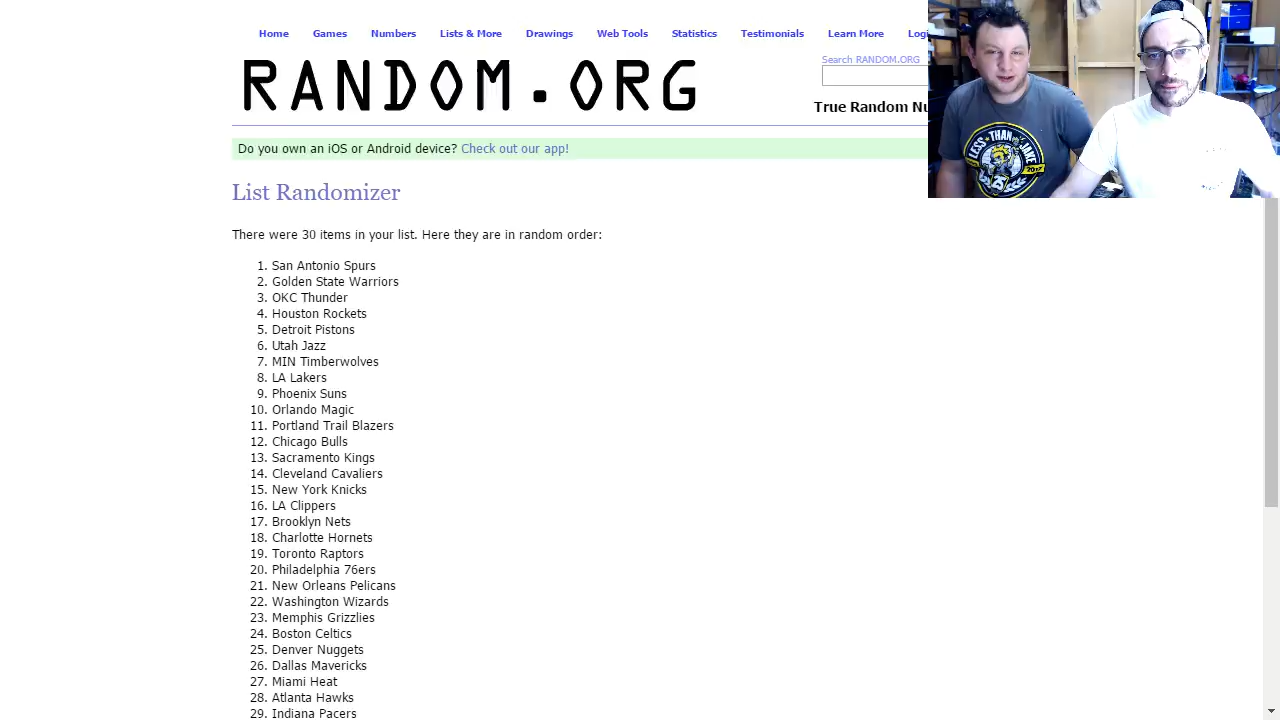 Home Games Numbers Lists & More Drawings Web Tools Statistics Testimonials Learn More
RANDOM.ORG
Search RANDOM.ORG
True Random
Do you own an iOS or Android device? Check out our app!
List Randomizer
There were 30 items in your list. Here they are in random order:
1. San Antonio Spurs
2. Golden State Warriors
3. OKC Thunder
4. Houston Rockets
5. Detroit Pistons
6. Utah Jazz
7. MIN Timberwolves
8. LA Lakers
9. Phoenix Suns
10. Orlando Magic
11. Portland Trail Blazers
12. Chicago Bulls
13. Sacramento Kings
14. Cleveland Cavaliers
15. New York Knicks
16. LA Clippers
17. Brooklyn Nets
18. Charlotte Hornets
19. Toronto Raptors
20. Philadelphia 76ers
21. New Orleans Pelicans
22. Washington Wizards
23. Memphis Grizzlies
24. Boston Celtics
25. Denver Nuggets
26. Dallas Mavericks
27. Miami Heat
28. Atlanta Hawks
29. Indiana Pacers
LESS THAN JAKE
25
2017